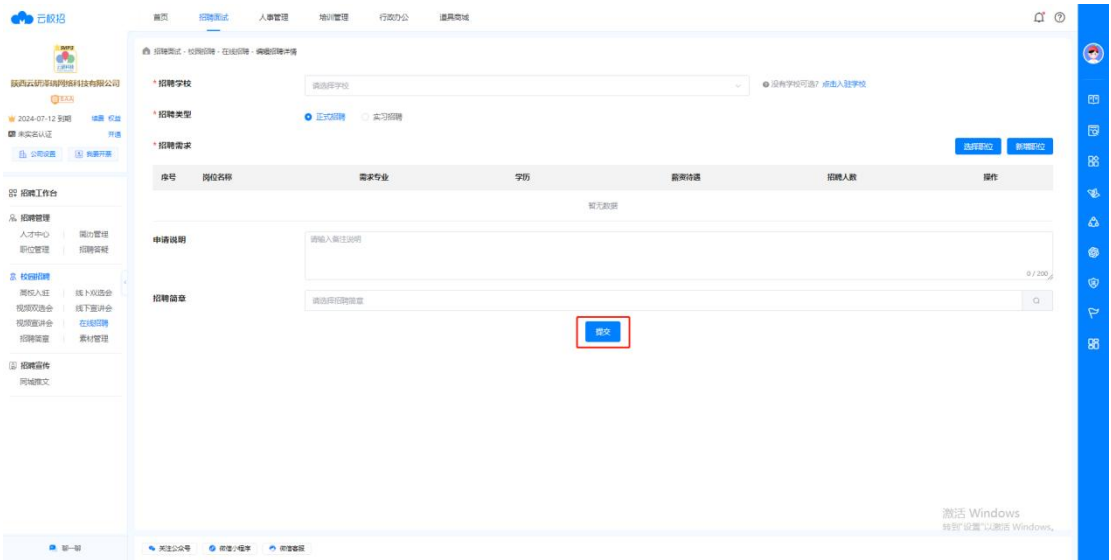 云校招
首页 招聘面试 人事管理 培训管理 行政办公 道具商城
招聘面试 - 校园招聘 - 在线招聘 - 编辑招聘详情
陕西云研泽锦网络科技有限公司
2024-07-12 到期 续费 权益
未实名认证 开通
公司设置 我要开票
招聘工作台
招聘管理
人才中心 简历管理
职位管理 招聘答疑
校园招聘
高校入驻 线下双选会
视频双选会 线下宣讲会
视频宣讲会 在线招聘
招聘简章 素材管理
招聘宣传
同城推文
聊一聊
*招聘学校 请选择学校 没有学校可选？点击入驻学校
*招聘类型 正式招聘 实习招聘
*招聘需求 选择职位 新增职位
序号 岗位名称 需求专业 学历 薪资待遇 招聘人数 操作
暂无数据
申请说明 请输入备注说明
0 / 200
招聘简章 请选择招聘简章
提交
激活 Windows
转到"设置"以激活 Windows。
关注公众号 微信小程序 微信客服